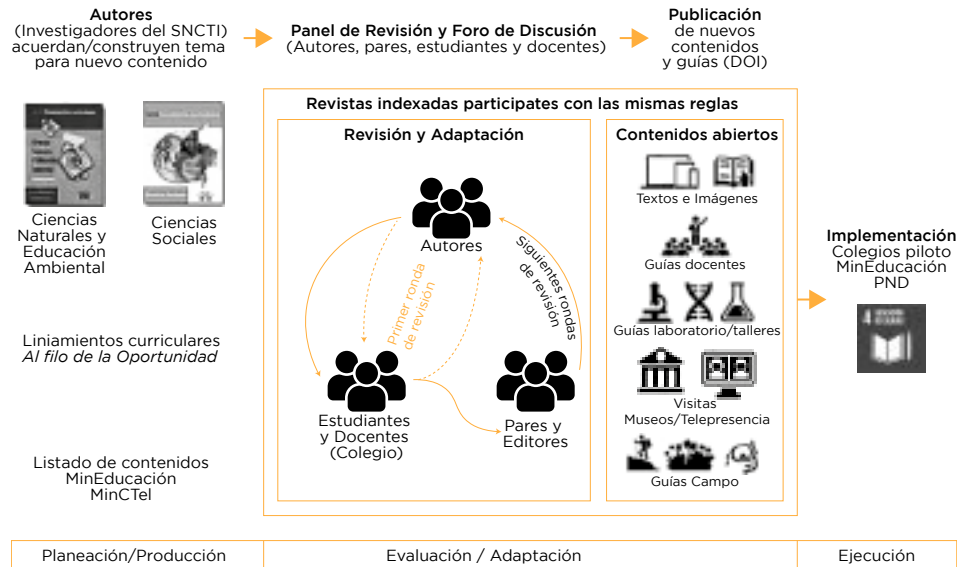 Autores
(Investigadores del SNCTI)
acuerdan/construyen tema
para nuevo contenido
Panel de Revisión y Foro de Discusión
(Autores, pares, estudiantes y docentes)
Publicación
de nuevos
contenidos
y guías (DOI)
Ciencias
Naturales y
Educación
Ambiental
Ciencias
Sociales
Liniamientos curriculares
Al filo de la Oportunidad
Listado de contenidos
MinEducación
MinCTeI
Revistas indexadas participates con las mismas reglas
Revisión y Adaptación
Autores
Primer ronda
de revisión
Siguientes rondas
de revisión
Estudiantes
y Docentes
(Colegio)
Pares y
Editores
Contenidos abiertos
Textos e Imágenes
Guías docentes
Guías laboratorio/talleres
Visitas
Museos/Telepresencia
Guías Campo
Implementación
Colegios piloto
MinEducación
PND
4
Planeación/Producción
Evaluación / Adaptación
Ejecución